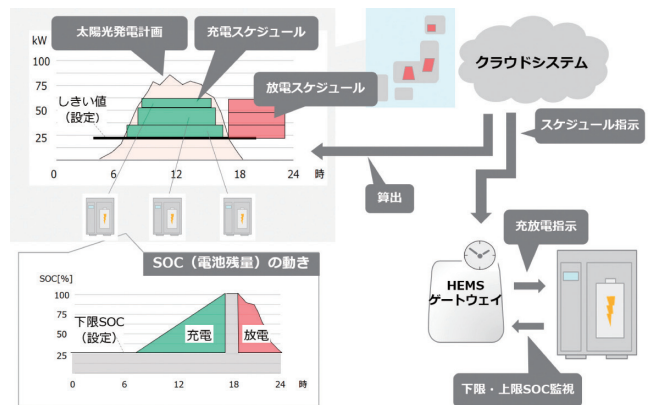 太陽光発電計画
充電スケジュール
kW
100
75
50
25
しきい値
(設定)
放電スケジュール
0
6
12
18
24
時
クラウドシステム
スケジュール指示
算出
充放電指示
HEMS
ゲートウェイ
下限・上限SOC監視
SOC(電池残量)の動き
SOC[%]
100
75
50
25
下限SOC
(設定)
充電
放電
0
6
12
18
24
時